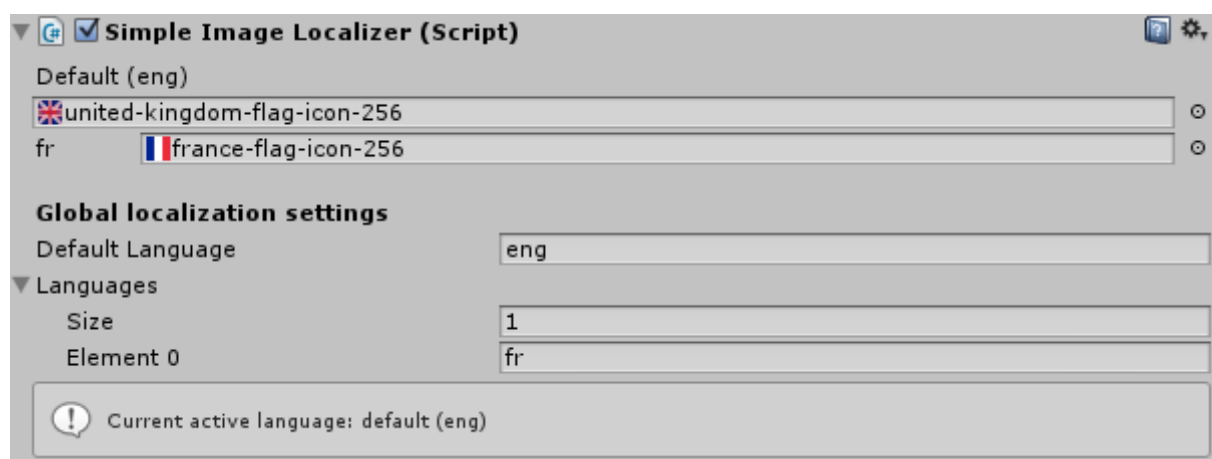 Simple Image Localizer (Script)
Default (eng)
united-kingdom-flag-icon-256
fr france-flag-icon-256
Global localization settings
Default Language eng
Languages
Size 1
Element 0 fr
Current active language: default (eng)